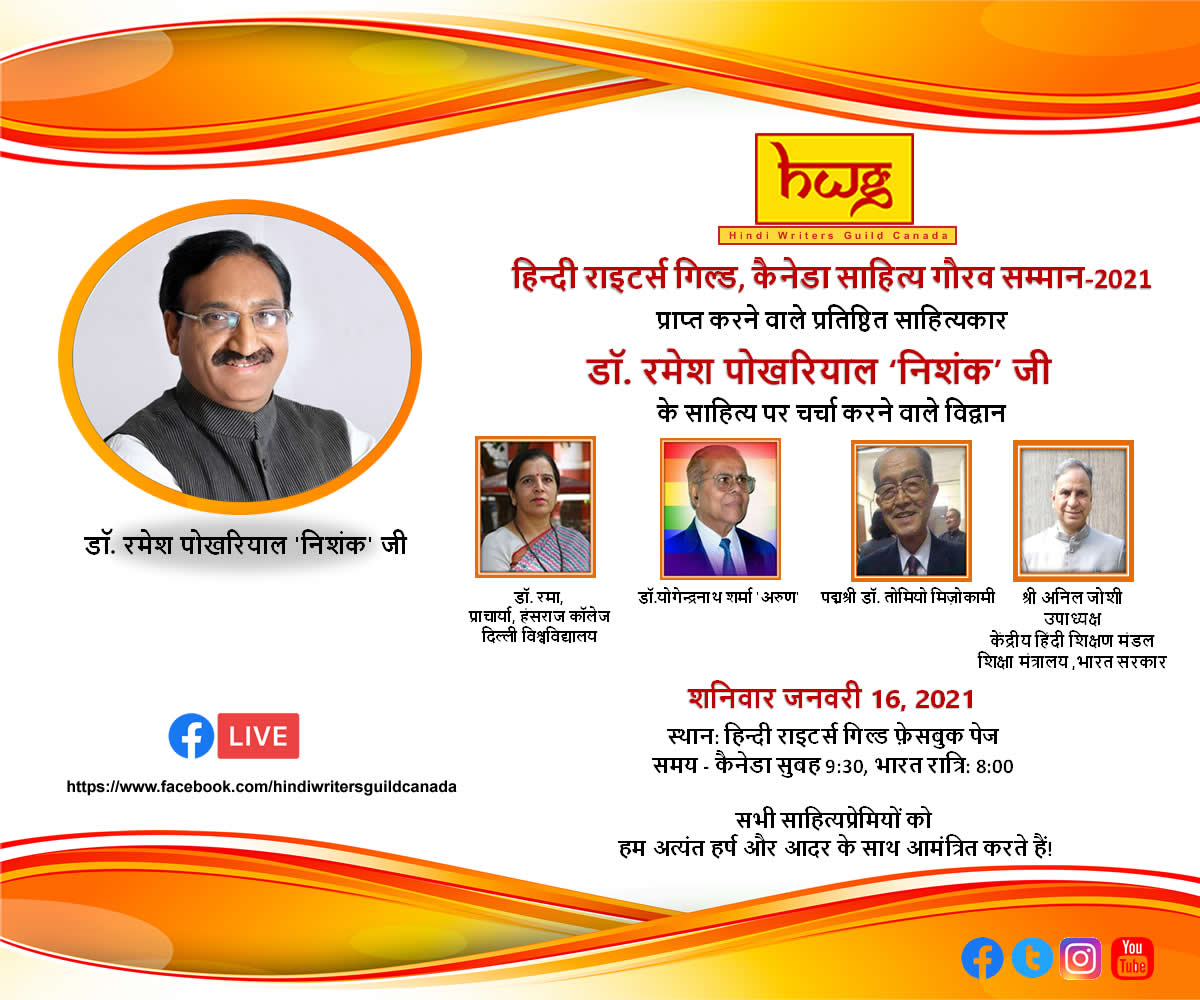 hwg
Hindi Writers Guild Canada
हिन्दी राइटर्स गिल्ड, कैनेडा साहित्य गौरव सम्मान-2021
प्राप्त करने वाले प्रतिष्ठित साहित्यकार
डॉ. रमेश पोखरियाल ‘निशंक’ जी
के साहित्य पर चर्चा करने वाले विद्वान
डॉ. रमेश पोखरियाल 'निशंक' जी
डॉ. रमा,
प्राचार्या, हंसराज कॉलेज
दिल्ली विश्वविद्यालय
डॉ.योगेन्द्रनाथ शर्मा 'अरुण'
पद्मश्री डॉ. तोमियो मिज़ोकामी
श्री अनिल जोशी
उपाध्यक्ष
केंद्रीय हिंदी शिक्षण मंडल
शिक्षा मंत्रालय ,भारत सरकार
शनिवार जनवरी 16, 2021
स्थान: हिन्दी राइटर्स गिल्ड फ़ेसबुक पेज
समय - कैनेडा सुबह 9:30, भारत रात्रि: 8:00
LIVE
https://www.facebook.com/hindiwritersguildcanada
सभी साहित्यप्रेमियों को
हम अत्यंत हर्ष और आदर के साथ आमंत्रित करते हैं!
You
Tube